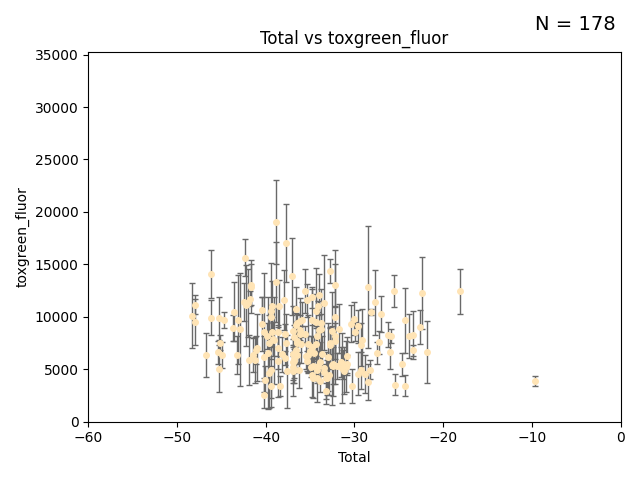 N = 178
Total vs toxgreen_fluor
35000
30000
25000
20000
15000
10000
5000
0
toxgreen_fluor
−60 −50 −40 −30 −20 −10 0
Total